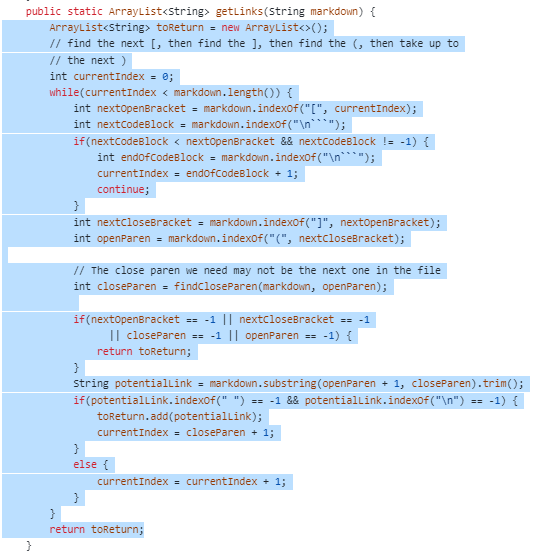 public static ArrayList<String> getLinks(String markdown) {
ArrayList<String> toReturn = new ArrayList<>();
// find the next [, then find the ], then find the (, then take up to
// the next )
int currentIndex = 0;
while(currentIndex < markdown.length()) {
int nextOpenBracket = markdown.indexOf("[", currentIndex);
int nextCodeBlock = markdown.indexOf("\n```");
if(nextCodeBlock < nextOpenBracket && nextCodeBlock != -1) {
int endOfCodeBlock = markdown.indexOf("\n```");
currentIndex = endOfCodeBlock + 1;
continue;
}
int nextCloseBracket = markdown.indexOf("]", nextOpenBracket);
int openParen = markdown.indexOf("(", nextCloseBracket);
// The close paren we need may not be the next one in the file
int closeParen = findCloseParen(markdown, openParen);
if(nextOpenBracket == -1 || nextCloseBracket == -1
|| closeParen == -1 || openParen == -1) {
return toReturn;
}
String potentialLink = markdown.substring(openParen + 1, closeParen).trim();
if(potentialLink.indexOf(" ") == -1 && potentialLink.indexOf("\n") == -1) {
toReturn.add(potentialLink);
currentIndex = closeParen + 1;
}
else {
currentIndex = currentIndex + 1;
}
}
return toReturn;
}